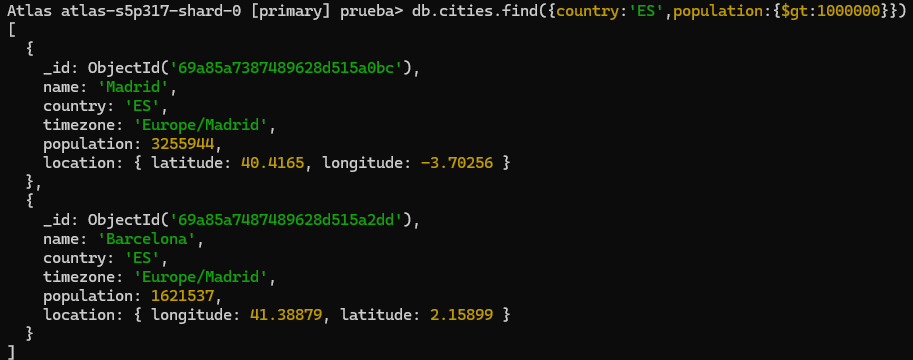 Atlas atlas-s5p317-shard-0 [primary] prueba> db.cities.find({country:'ES',population:{$gt:1000000}})
[
  {
    _id: ObjectId('69a85a7387489628d515a0bc'),
    name: 'Madrid',
    country: 'ES',
    timezone: 'Europe/Madrid',
    population: 3255944,
    location: { latitude: 40.4165, longitude: -3.70256 }
  },
  {
    _id: ObjectId('69a85a7487489628d515a2dd'),
    name: 'Barcelona',
    country: 'ES',
    timezone: 'Europe/Madrid',
    population: 1621537,
    location: { longitude: 41.38879, latitude: 2.15899 }
  }
]